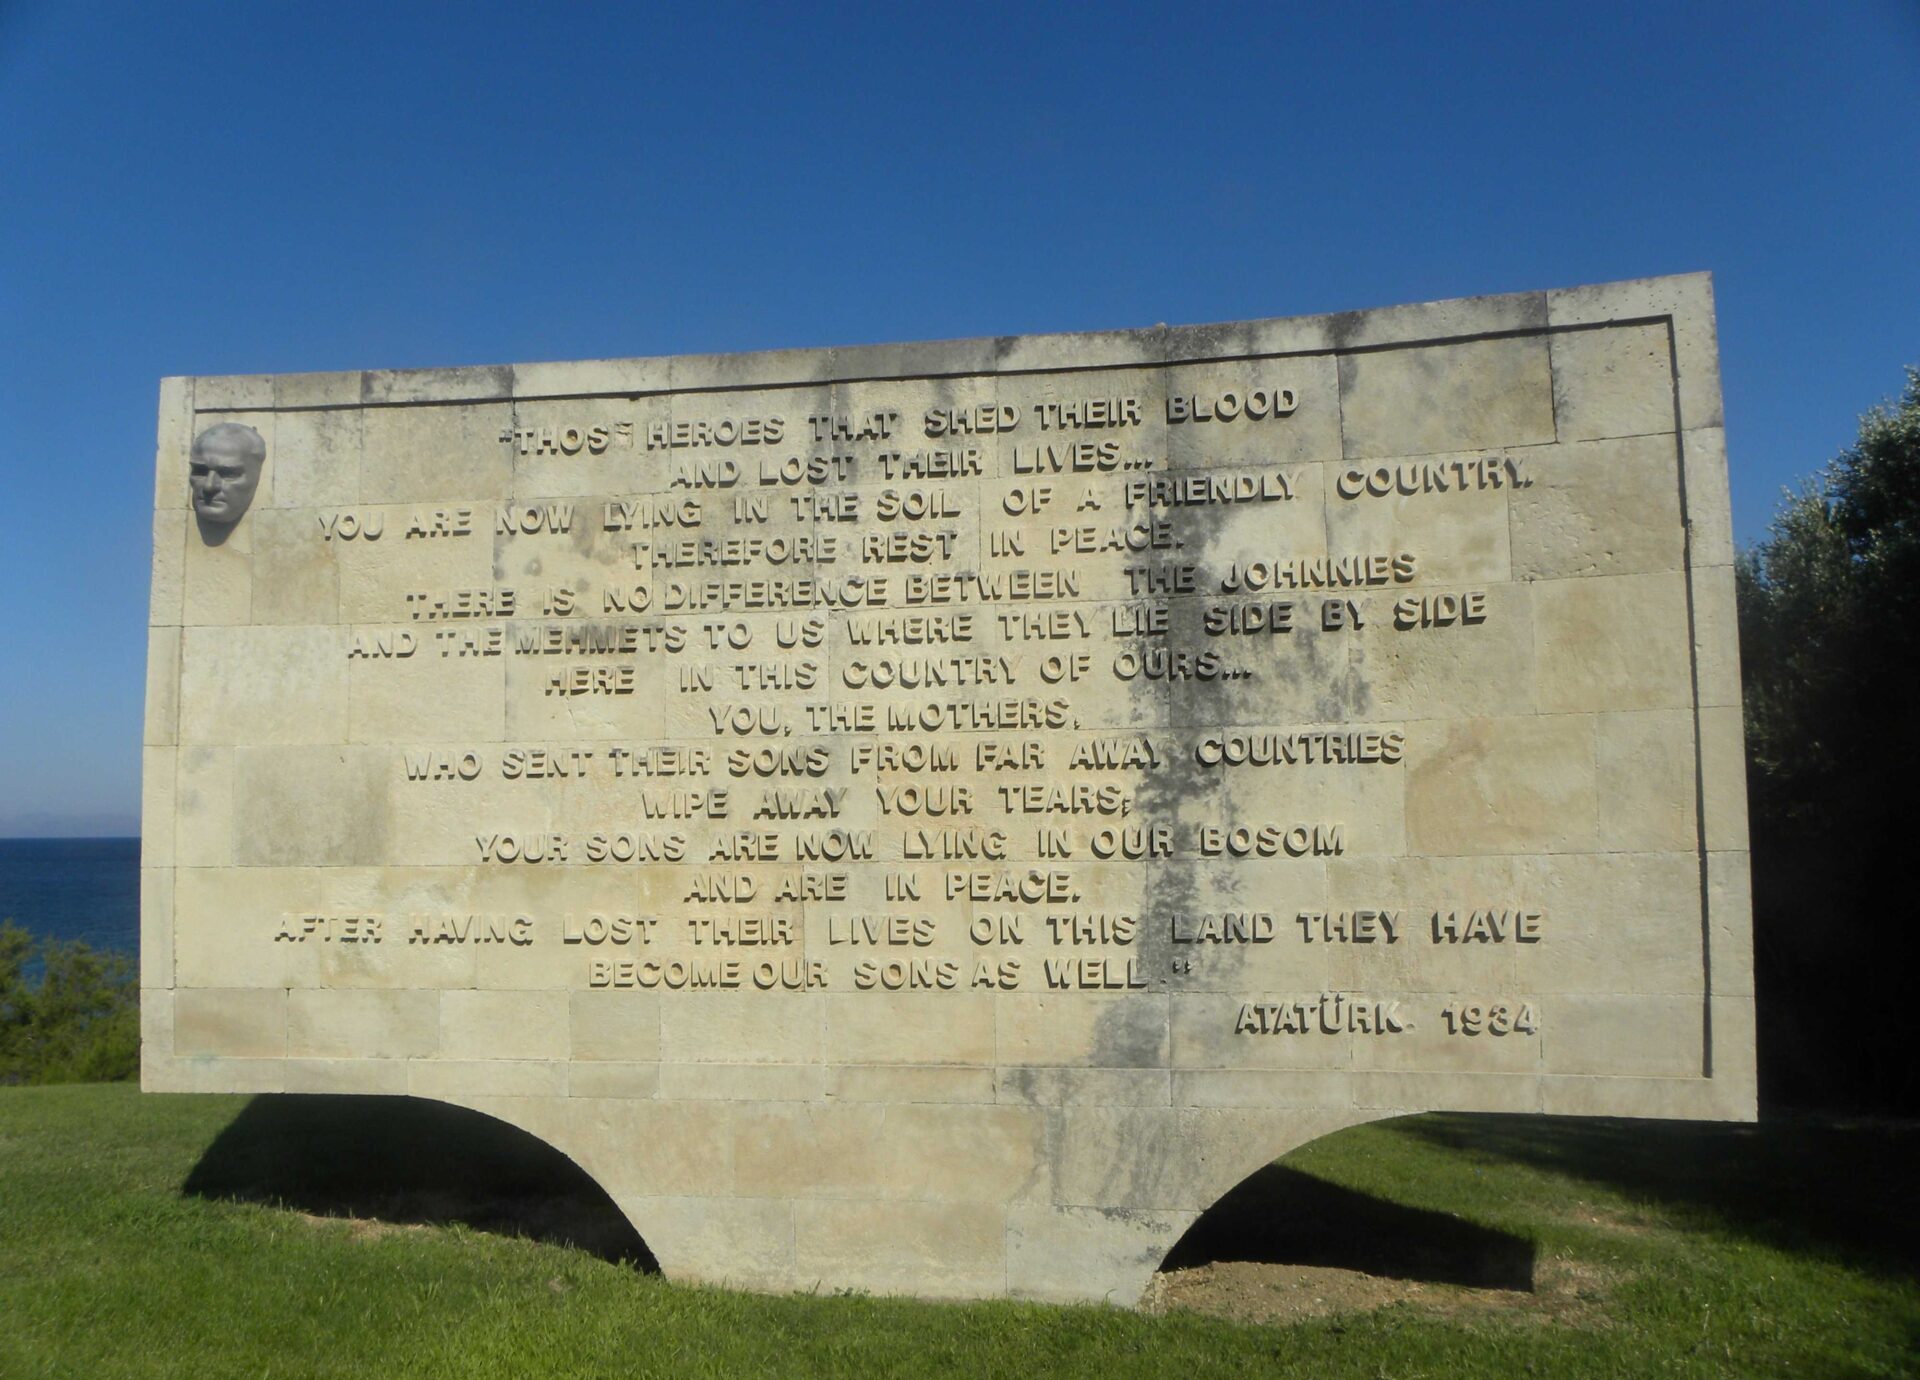 "THOSE HEROES THAT SHED THEIR BLOOD
AND LOST THEIR LIVES...
YOU ARE NOW LYING IN THE SOIL OF A FRIENDLY COUNTRY.
THEREFORE REST IN PEACE.
THERE IS NO DIFFERENCE BETWEEN THE JOHNNIES
AND THE MEHMETS TO US WHERE THEY LIE SIDE BY SIDE
HERE IN THIS COUNTRY OF OURS...
YOU, THE MOTHERS,
WHO SENT THEIR SONS FROM FAR AWAY COUNTRIES
WIPE AWAY YOUR TEARS;
YOUR SONS ARE NOW LYING IN OUR BOSOM
AND ARE IN PEACE.
AFTER HAVING LOST THEIR LIVES ON THIS LAND THEY HAVE
BECOME OUR SONS AS WELL."
ATATÜRK. 1934